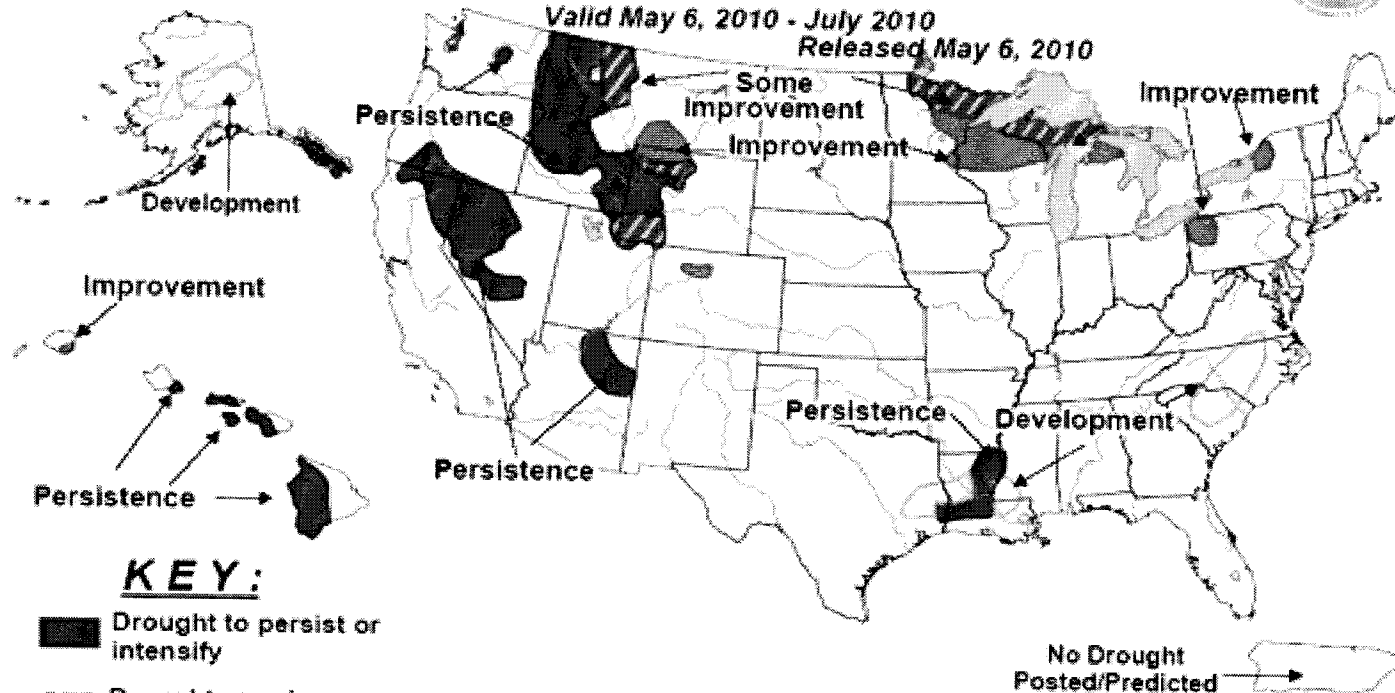 Valid May 6, 2010 - July 2010
Released May 6, 2010
Some
Improvement
Improvement
Persistence
Improvement
Development
Improvement
Persistence
Development
Persistence
Persistence
KEY:
Drought to persist or
intensify
No Drought
Posted/Predicted